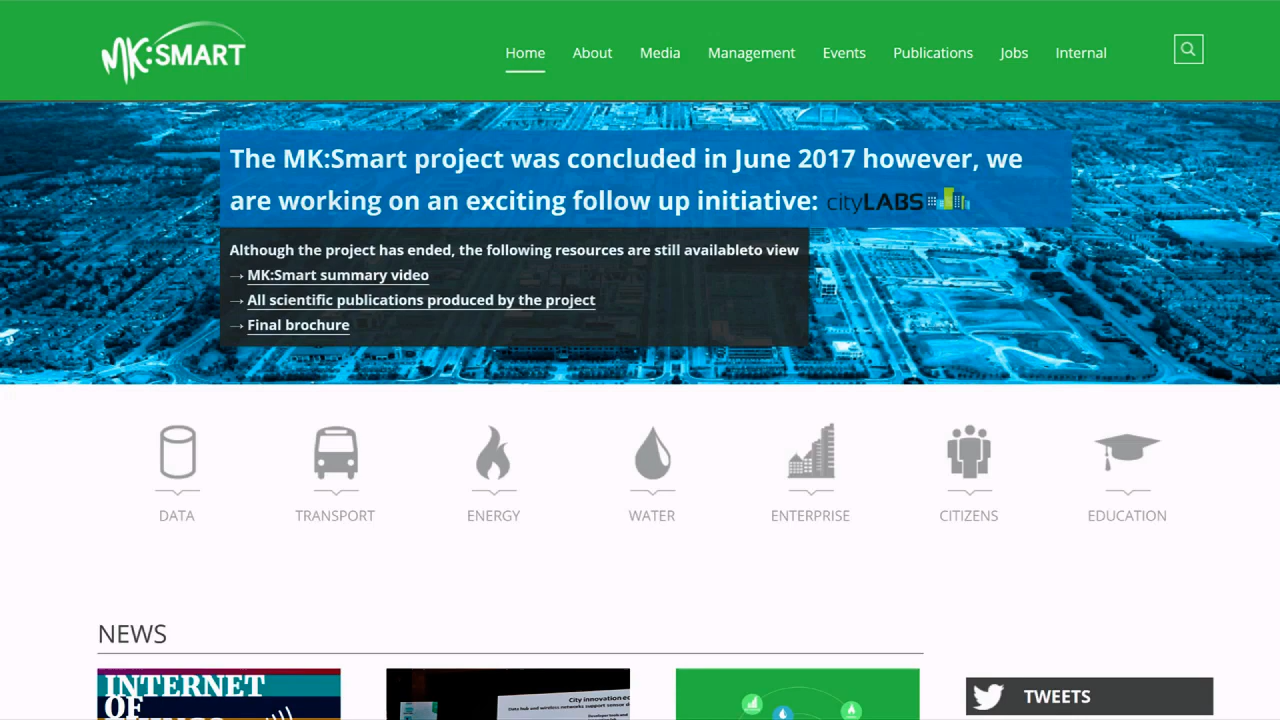 MK:SMART
Home About Media Management Events Publications Jobs Internal
The MK:Smart project was concluded in June 2017 however, we
are working on an exciting follow up initiative: cityLABS
Although the project has ended, the following resources are still availableto view
→ MK:Smart summary video
→ All scientific publications produced by the project
→ Final brochure
DATA TRANSPORT ENERGY WATER ENTERPRISE CITIZENS EDUCATION
NEWS
INTERNET
OF
City innovation
TWEETS